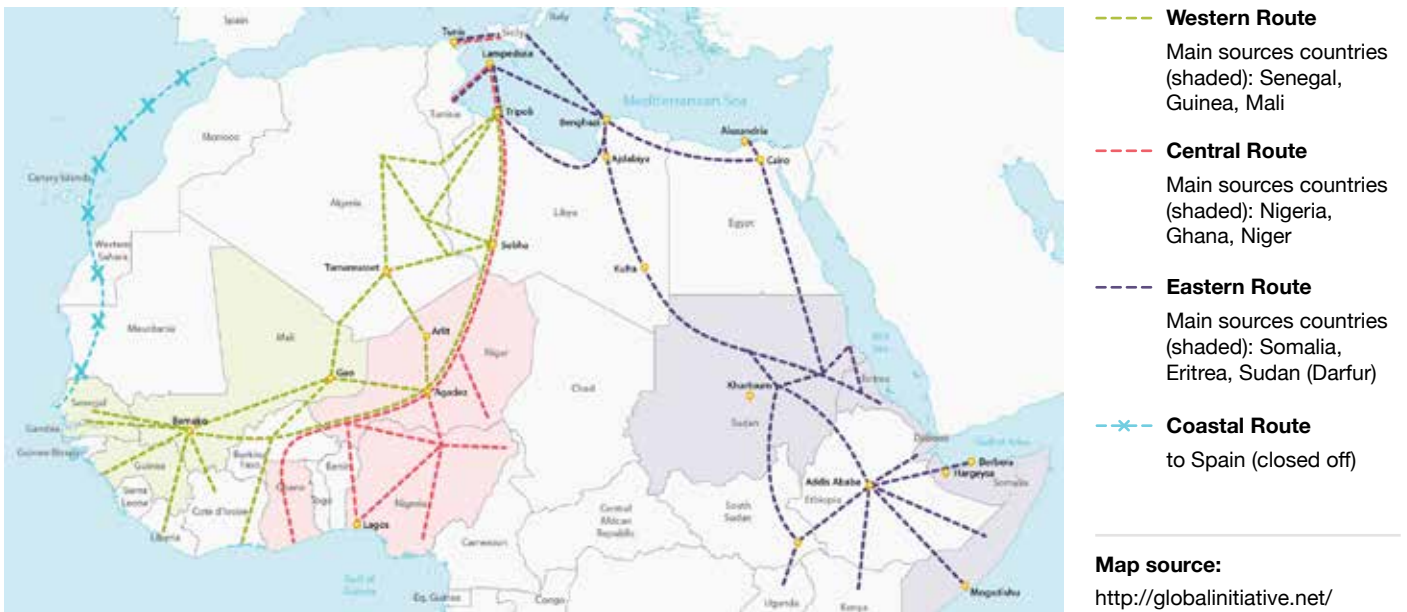 Spain
Italy
Tunis
Sicily
Lampedusa
Mediterranean Sea
Tunisia
Tripoli
Benghazi
Alexandria
Morocco
Ajdabiya
Cairo
Canary Islands
Algeria
Libya
Egypt
Western
Sahara
Sebha
Tamanrasset
Kufra
Mauritania
Mali
Arlit
Niger
Red
Sea
Gao
Agadez
Chad
Khartoum
Eritrea
Senegal
Sudan
Gambia
Bamako
Guinea Bissau
Burkina
Faso
Djibouti
Gulf of Aden
Guinea
Benin
Berbera
Hargeysa
Sierra
Leone
Ghana
Togo
Nigeria
Addis Ababa
Ethiopia
Somalia
Cote d'Ivoire
South
Sudan
Central
African
Republic
Liberia
Lagos
Cameroon
Gulf of
Guinea
Eq. Guinea
Congo
Uganda
Kenya
Mogadishu
Western Route
Main sources countries
(shaded): Senegal,
Guinea, Mali
Central Route
Main sources countries
(shaded): Nigeria,
Ghana, Niger
Eastern Route
Main sources countries
(shaded): Somalia,
Eritrea, Sudan (Darfur)
Coastal Route
to Spain (closed off)
Map source:
http://globalinitiative.net/